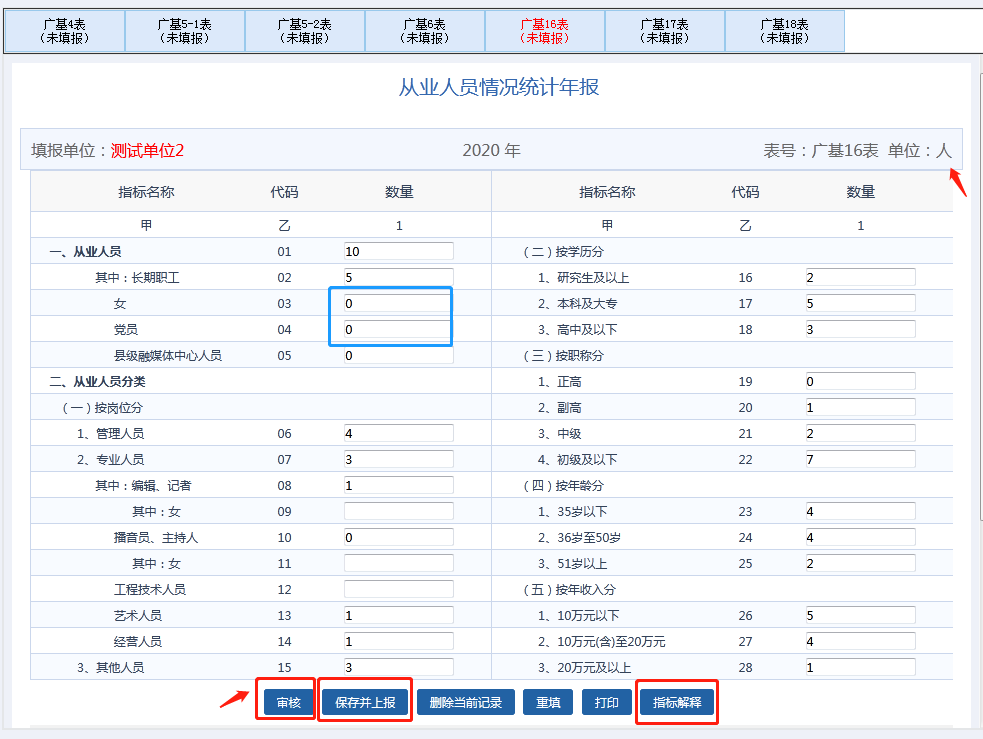 广基4表 广基5-1表 广基5-2表 广基6表 广基16表 广基17表 广基18表
（未填报） （未填报） （未填报） （未填报） （未填报） （未填报） （未填报）
从业人员情况统计年报
填报单位：测试单位2 2020 年 表号：广基16表 单位：人
指标名称 代码 数量 指标名称 代码 数量
甲 乙 1 甲 乙 1
一、从业人员 01 10 （二）按学历分
其中：长期职工 02 5 1、研究生及以上 16 2
女 03 0 2、本科及大专 17 5
党员 04 0 3、高中及以下 18 3
县级融媒体中心人员 05 0 （三）按职称分
二、从业人员分类 1、正高 19 0
（一）按岗位分 2、副高 20 1
1、管理人员 06 4 3、中级 21 2
2、专业人员 07 3 4、初级及以下 22 7
其中：编辑、记者 08 1 （四）按年龄分
其中：女 09 1、35岁以下 23 4
播音员、主持人 10 0 2、36岁至50岁 24 4
其中：女 11 3、51岁以上 25 2
工程技术人员 12 （五）按年收入分
艺术人员 13 1 1、10万元以下 26 5
经营人员 14 1 2、10万元(含)至20万元 27 4
3、其他人员 15 3 3、20万元及以上 28 1
审核 保存并上报 删除当前记录 重填 打印 指标解释